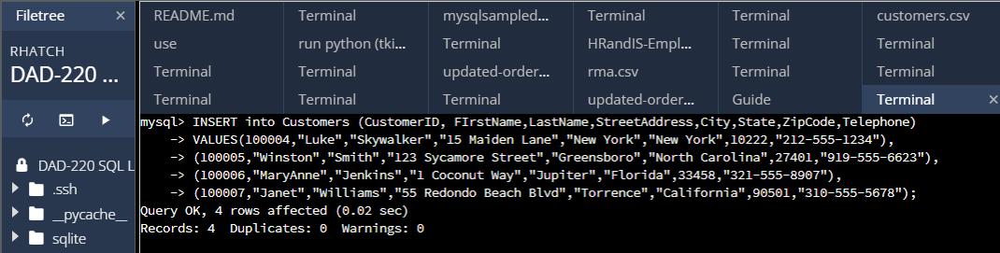 Filetree ×
RHATCH
DAD-220 ...
DAD-220 SQL L
.ssh
__pycache__
sqlite
README.md Terminal mysqlsampled... Terminal Terminal customers.csv
use run python (tki... Terminal HRandIS-Empl... Terminal Terminal
Terminal Terminal updated-order... rma.csv Terminal Terminal
Terminal Terminal Terminal updated-order... Guide Terminal ×
mysql> INSERT into Customers (CustomerID, FIrstName,LastName,StreetAddress,City,State,ZipCode,Telephone)
-> VALUES(100004,"Luke","Skywalker","15 Maiden Lane","New York","New York",10222,"212-555-1234"),
-> (100005,"Winston","Smith","123 Sycamore Street","Greensboro","North Carolina",27401,"919-555-6623"),
-> (100006,"MaryAnne","Jenkins","1 Coconut Way","Jupiter","Florida",33458,"321-555-8907"),
-> (100007,"Janet","Williams","55 Redondo Beach Blvd","Torrence","California",90501,"310-555-5678");
Query OK, 4 rows affected (0.02 sec)
Records: 4  Duplicates: 0  Warnings: 0